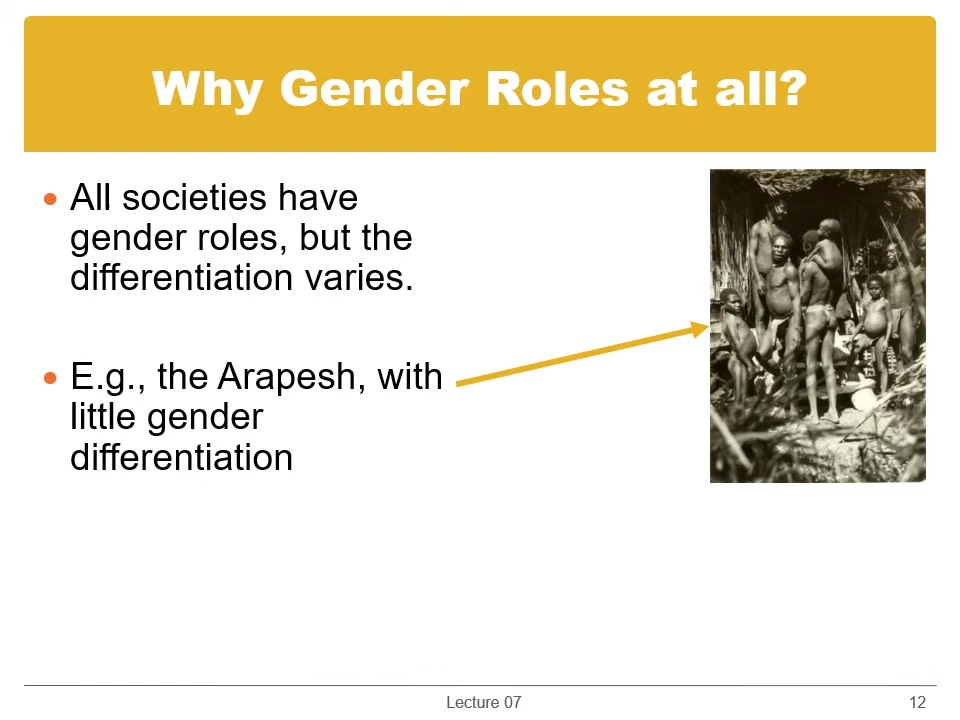 Why Gender Roles at all?
• All societies have
gender roles, but the
differentiation varies.
• E.g., the Arapesh, with
little gender
differentiation
Lecture 07
12